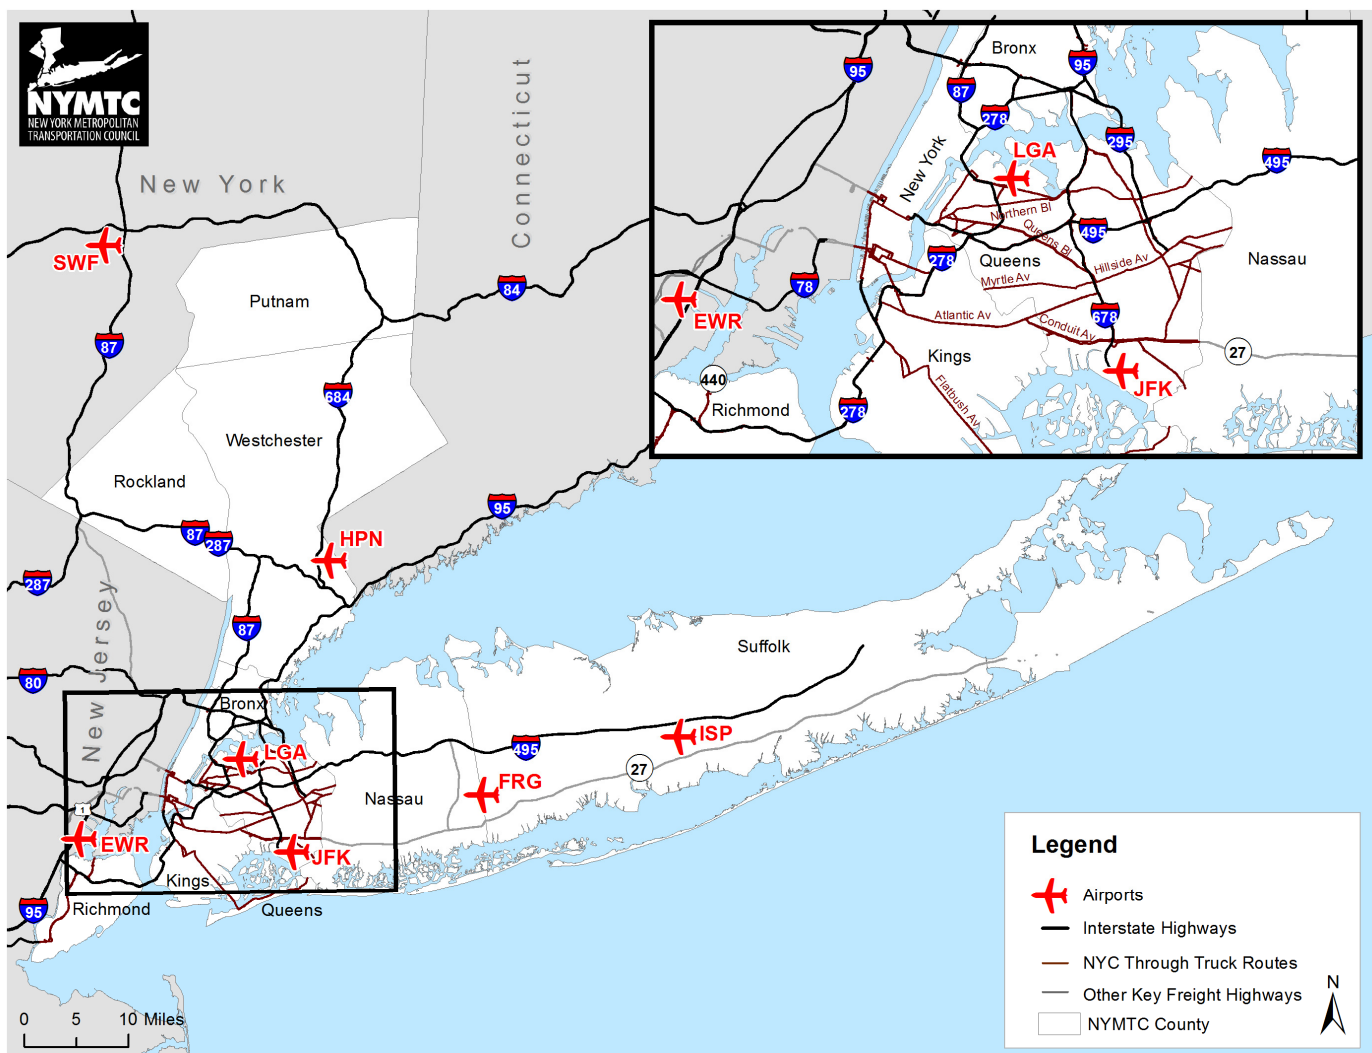 NYMTC
NEW YORK METROPOLITAN
TRANSPORTATION COUNCIL
New York
Connecticut
New Jersey
SWF
87
Putnam
84
684
Westchester
Rockland
87
287
95
HPN
287
87
80
Suffolk
Bronx
LGA
495
ISP
27
FRG
Nassau
1
EWR
JFK
Kings
95
Richmond
Queens
0 5 10 Miles
Bronx
95
95
87
278
295
LGA
495
New York
Northern Bl
Queens Bl
495
278
Queens
Hillside Av
Nassau
Myrtle Av
78
EWR
Atlantic Av
Conduit Av
678
27
Kings
440
JFK
Richmond
278
Flatbush Av
Legend
Airports
Interstate Highways
NYC Through Truck Routes
Other Key Freight Highways
NYMTC County
N